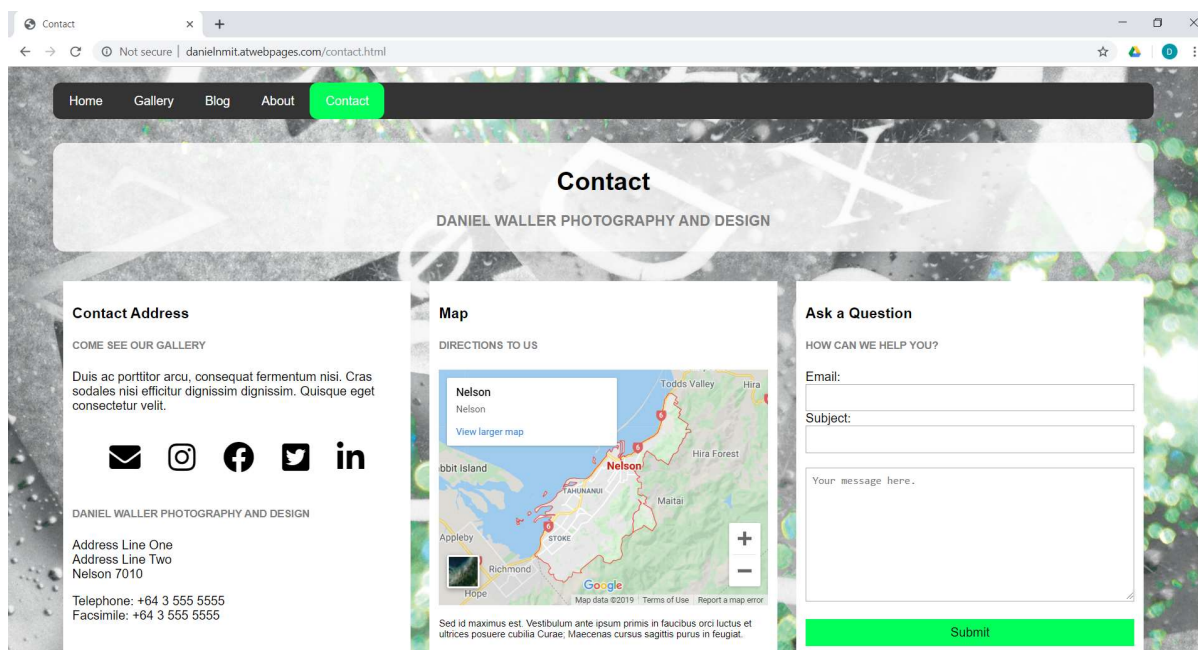 Contact
Not secure | danielnmit.atwebpages.com/contact.html
D
Home Gallery Blog About Contact
Contact
DANIEL WALLER PHOTOGRAPHY AND DESIGN
Contact Address
COME SEE OUR GALLERY
Duis ac porttitor arcu, consequat fermentum nisi. Cras
sodales nisi efficitur dignissim dignissim. Quisque eget
consectetur velit.
DANIEL WALLER PHOTOGRAPHY AND DESIGN
Address Line One
Address Line Two
Nelson 7010
Telephone: +64 3 555 5555
Facsimile: +64 3 555 5555
Map
DIRECTIONS TO US
Nelson
Nelson
View larger map
Todds Valley
Hira
6
6
Hira Forest
bbit Island
Nelson
TAHUNANUI
Maitai
6
Appleby
STOKE
Richmond
Hope
Google
Map data ©2019 Terms of Use Report a map error
Sed id maximus est. Vestibulum ante ipsum primis in faucibus orci luctus et
ultrices posuere cubilia Curae; Maecenas cursus sagittis purus in feugiat.
Ask a Question
HOW CAN WE HELP YOU?
Email:
Subject:
Your message here.
Submit